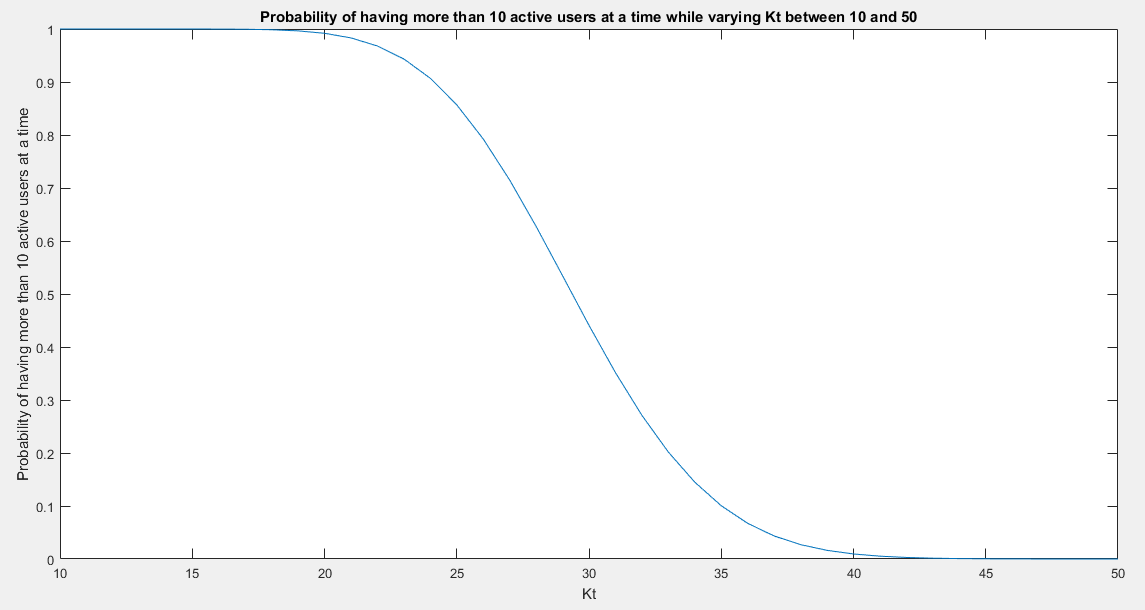 Probability of having more than 10 active users at a time while varying Kt between 10 and 50
Probability of having more than 10 active users at a time
1
0.9
0.8
0.7
0.6
0.5
0.4
0.3
0.2
0.1
0
10 15 20 25 30 35 40 45 50
Kt